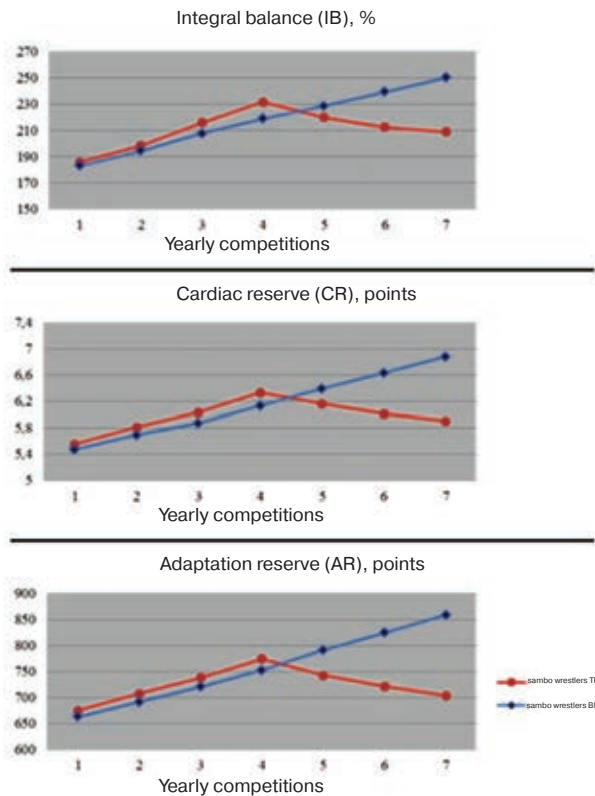 Integral balance (IB), %
270
250
230
210
190
170
150
1 2 3 4 5 6 7
Yearly competitions
Cardiac reserve (CR), points
7,4
7
6,6
6,2
5,8
5,4
5
1 2 3 4 5 6 7
Yearly competitions
Adaptation reserve (AR), points
900
850
800
750
700
650
600
sambo wrestlers
sambo wrestlers
1 2 3 4 5 6 7
Yearly competitions